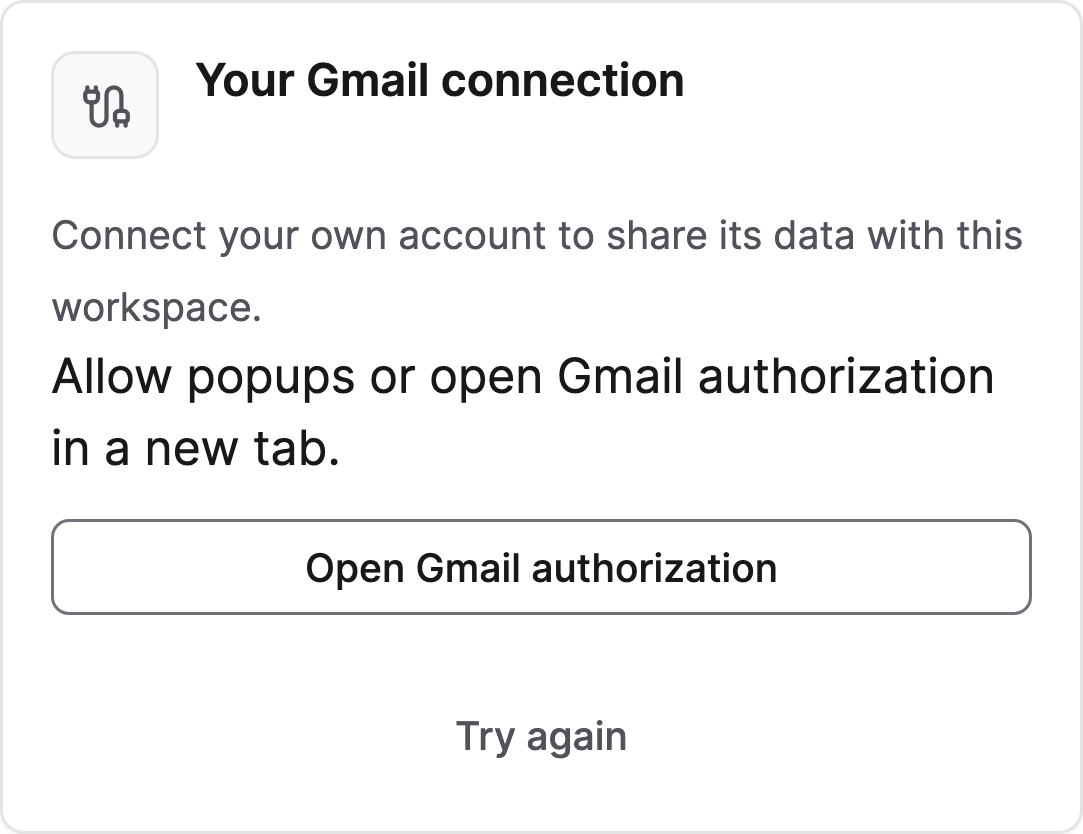 Your Gmail connection
Connect your own account to share its data with this
workspace.
Allow popups or open Gmail authorization
in a new tab.
Open Gmail authorization
Try again